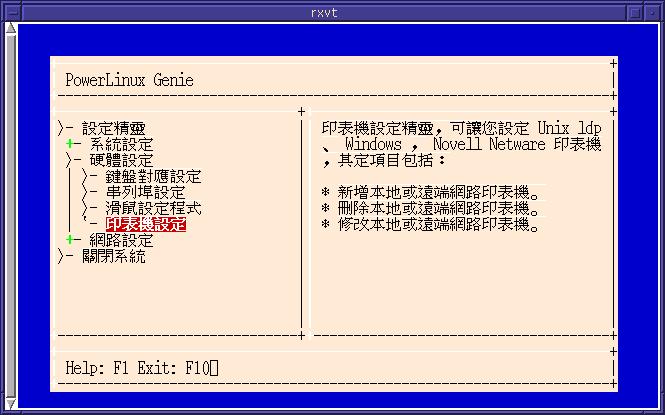 rxvt
PowerLinux Genie
設定精靈
系統設定
硬體設定
鍵盤對應設定
串列埠設定
滑鼠設定程式
印表機設定
網路設定
關閉系統
印表機設定精靈，可讓您設定 Unix ldp
、 Windows ， Novell Netware 印表機
，其定項目包括：
* 新增本地或遠端網路印表機。
* 刪除本地或遠端網路印表機。
* 修改本地或遠端網路印表機。
Help: F1 Exit: F10